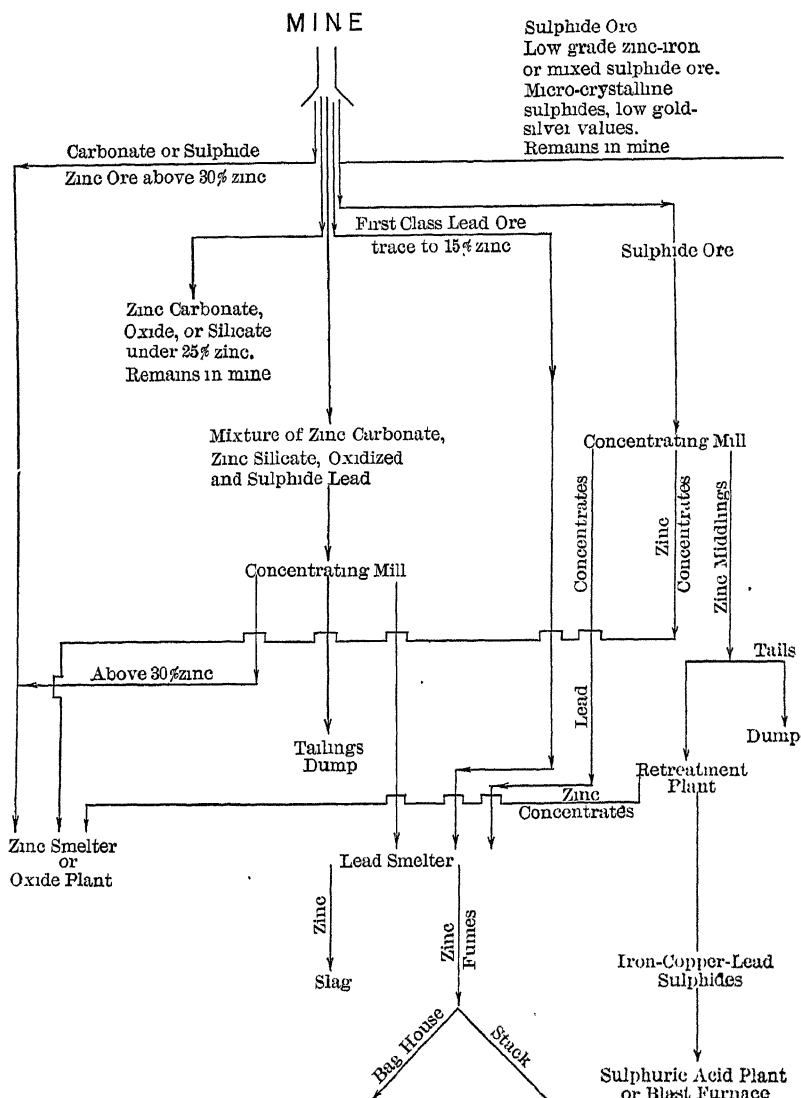 MINE
Sulphide Ore
Low grade zinc-iron
or mixed sulphide ore.
Micro-crystalline
sulphides, low gold-
silver values.
Remains in mine
Carbonate or Sulphide
Zinc Ore above 30% zinc
First Class Lead Ore
trace to 15% zinc
Sulphide Ore
Zinc Carbonate,
Oxide, or Silicate
under 25% zinc.
Remains in mine
Mixture of Zinc Carbonate,
Zinc Silicate, Oxidized
and Sulphide Lead
Concentrating Mill
Concentrates
Zinc
Concentrates
Zinc Middlings
Concentrating Mill
Tails
Above 30% zinc
Lead
Dump
Tailings
Dump
Retreatment
Plant
Zinc
Concentrates
Zinc Smelter
or
Oxide Plant
Lead Smelter
Zinc
Zinc
Fumes
Slag
Iron-Copper-Lead
Sulphides
Bag House
Stack
Sulphuric Acid Plant
or Blast Furnace